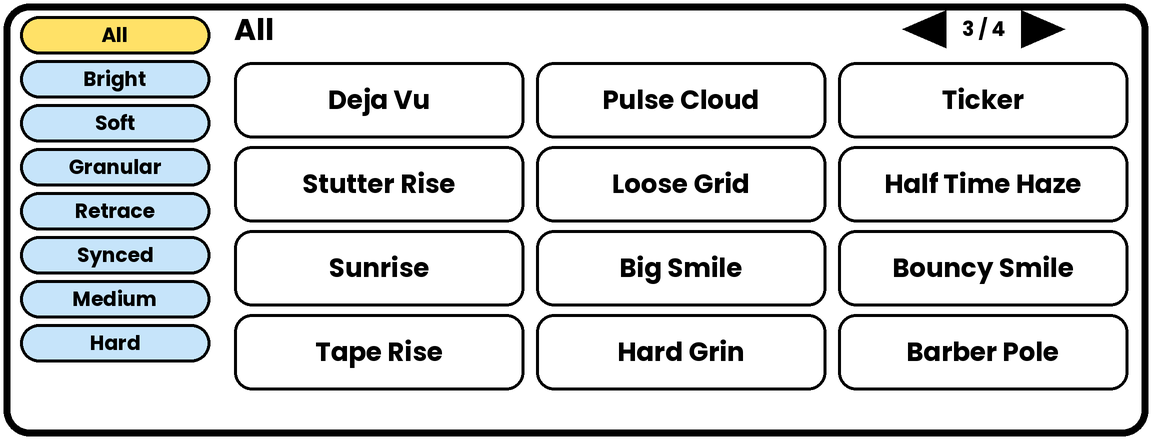 All
Bright
Soft
Granular
Retrace
Synced
Medium
Hard
All
3 / 4
Deja Vu
Pulse Cloud
Ticker
Stutter Rise
Loose Grid
Half Time Haze
Sunrise
Big Smile
Bouncy Smile
Tape Rise
Hard Grin
Barber Pole